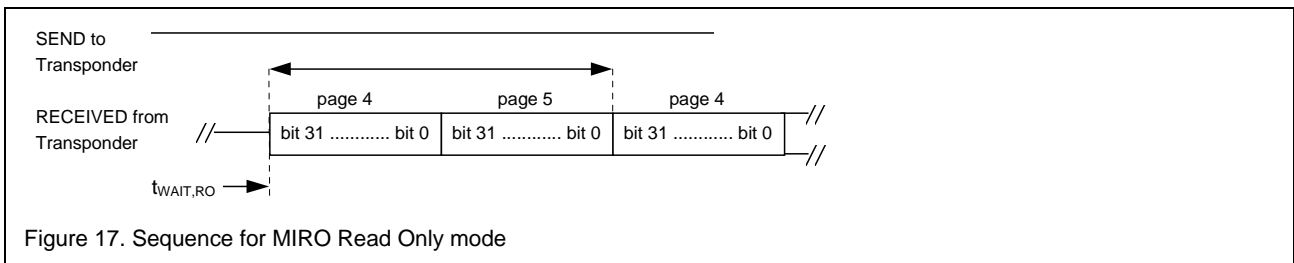 SEND to
Transponder
page 4 page 5 page 4
RECEIVED from
Transponder
bit 31 ............ bit 0 bit 31 ............ bit 0 bit 31 ............ bit 0
tWAIT,RO
Figure 17. Sequence for MIRO Read Only mode